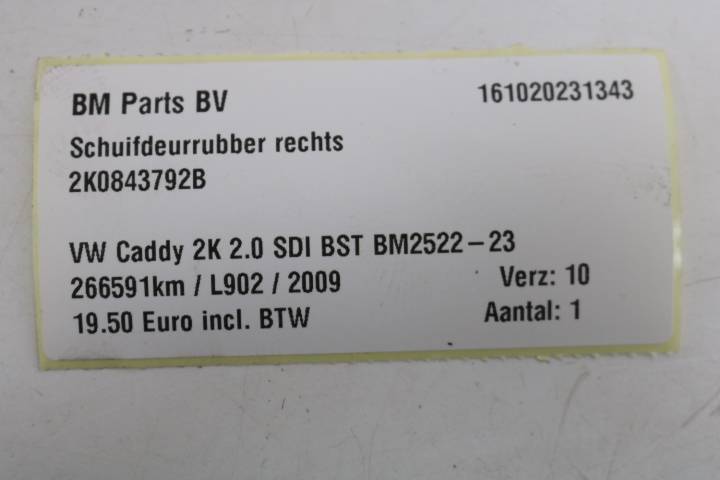 BM Parts BV 161020231343
Schuifdeurrubber rechts
2K0843792B
VW Caddy 2K 2.0 SDI BST BM2522-23
266591km / L902 / 2009 Verz: 10
19.50 Euro incl. BTW Aantal: 1